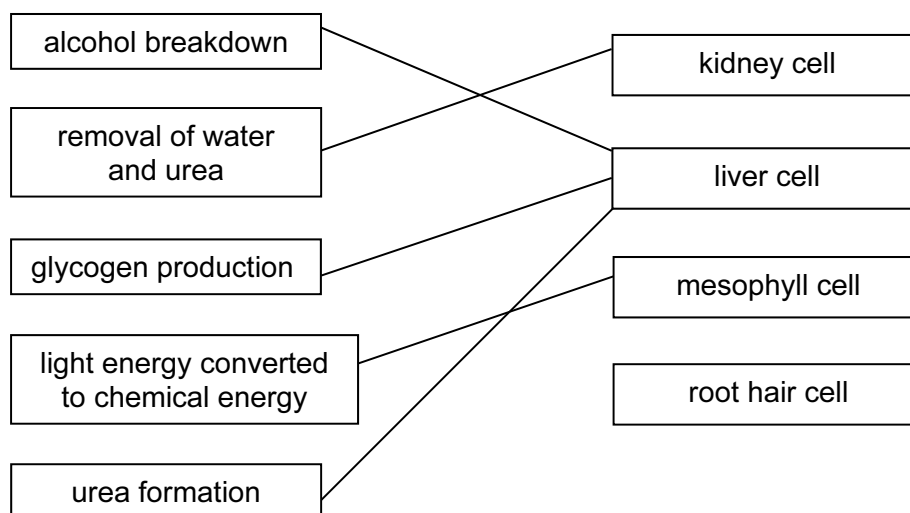 alcohol breakdown
removal of water
and urea
glycogen production
light energy converted
to chemical energy
urea formation
kidney cell
liver cell
mesophyll cell
root hair cell